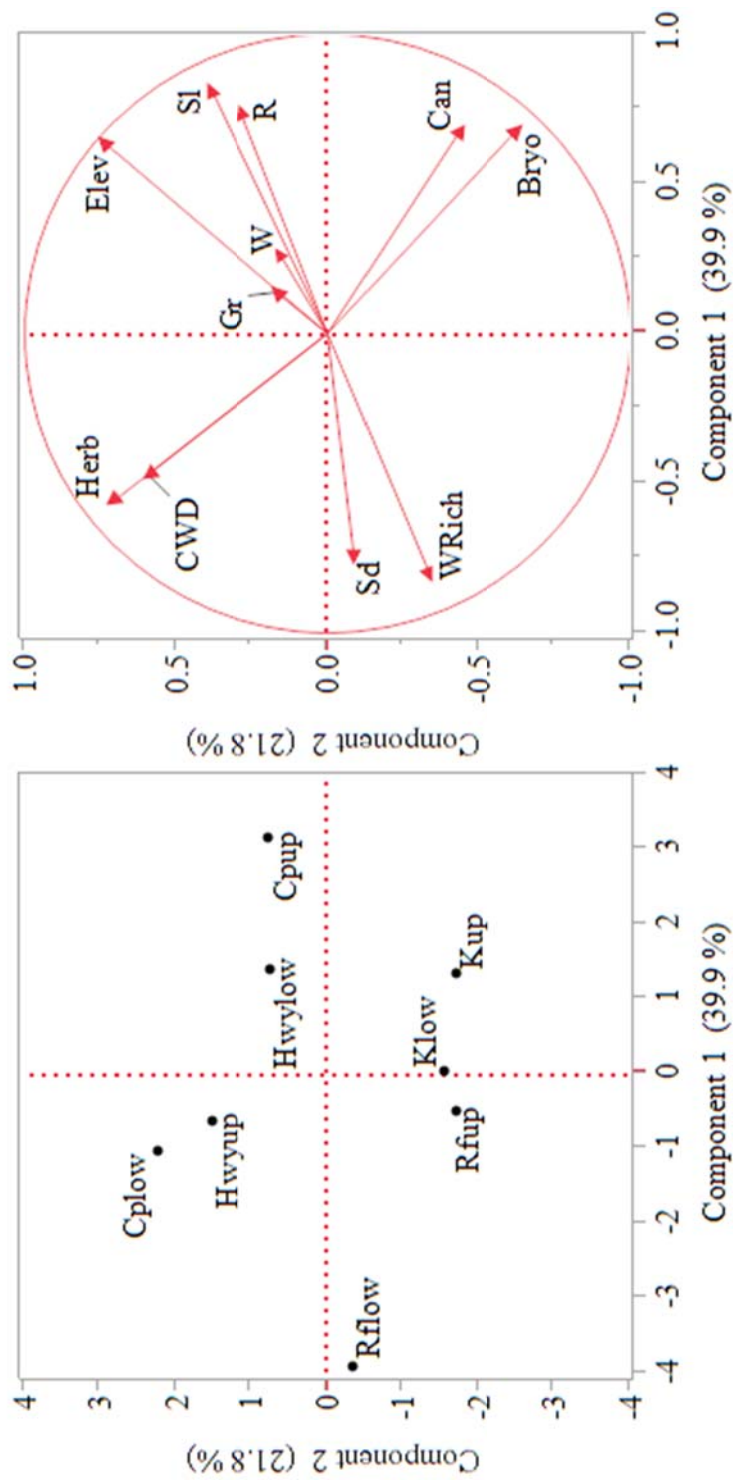 Component 2 (21.8 %)
4
3
2
1
0
-1
-2
-3
-4
Cplow
Hwyup
Hwylow
Cpup
Rflow
Klow
Rfup
Kup
-4
-3
-2
-1
0
1
2
3
4
Component 1 (39.9 %)
Component 2 (21.8 %)
1.0
0.5
0.0
-0.5
-1.0
Herb
CWD
Elev
Gr
W
Sl
R
Sd
WRich
Can
Bryo
-1.0
-0.5
0.0
0.5
1.0
Component 1 (39.9 %)